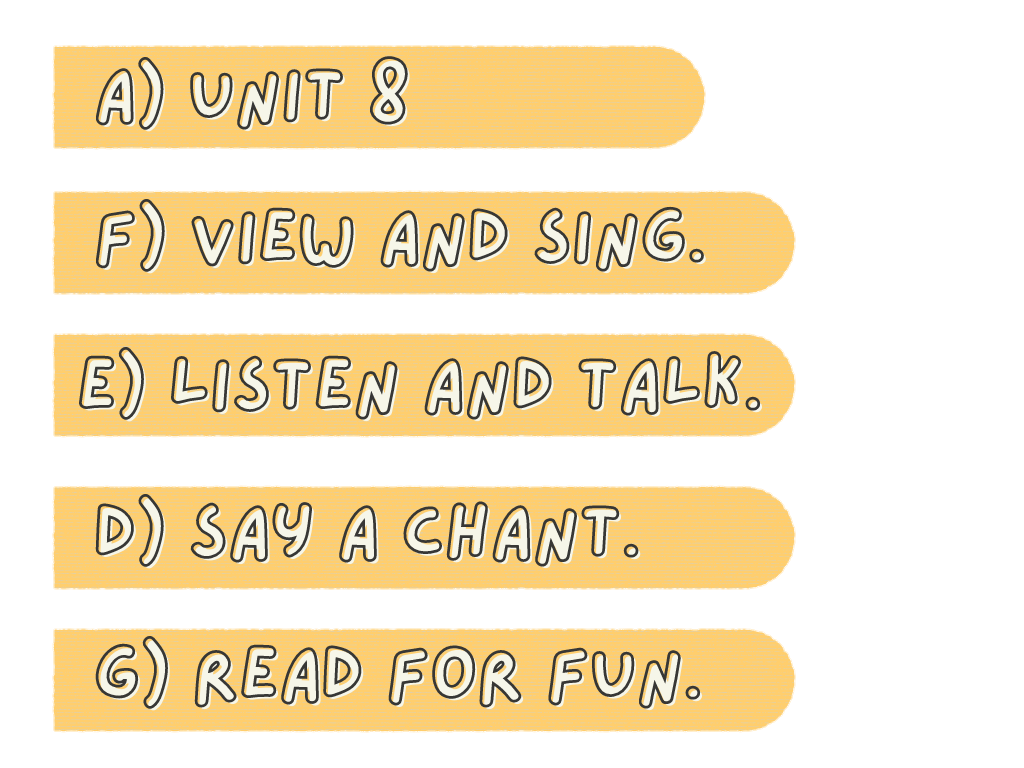 A) UNIT 8
F) VIEW AND SING.
E) LISTEN AND TALK.
D) SAY A CHANT.
G) READ FOR FUN.